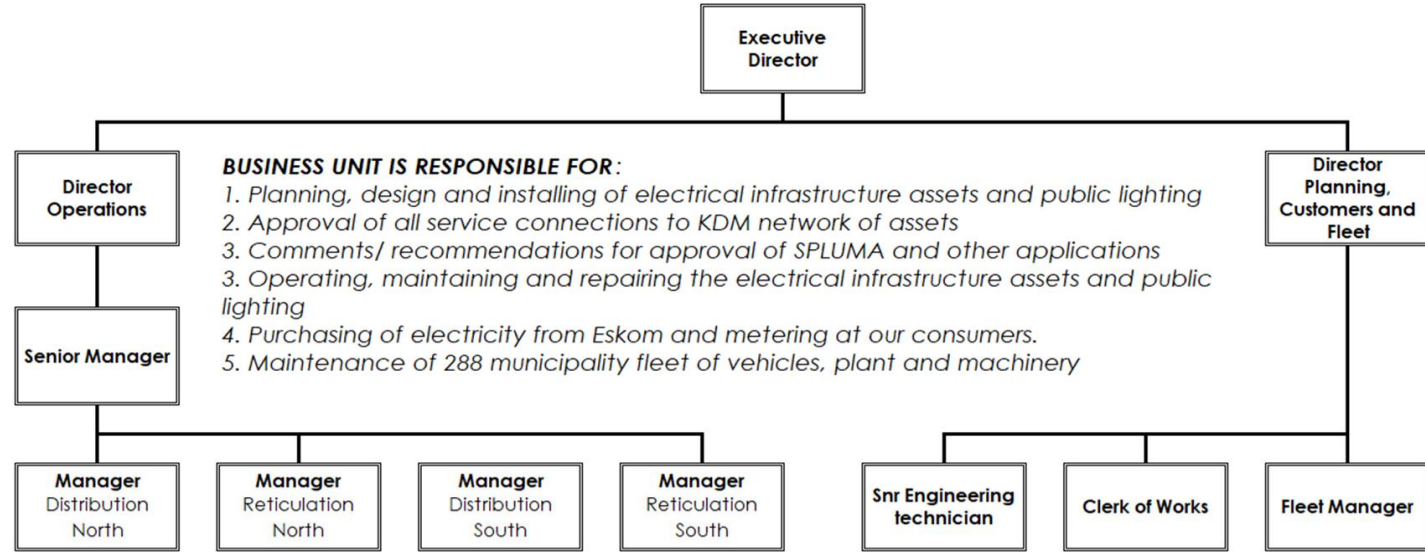 Executive
Director
BUSINESS UNIT IS RESPONSIBLE FOR:
1. Planning, design and installing of electrical infrastructure assets and public lighting
2. Approval of all service connections to KDM network of assets
3. Comments/ recommendations for approval of SPLUMA and other applications
3. Operating, maintaining and repairing the electrical infrastructure assets and public
lighting
4. Purchasing of electricity from Eskom and metering at our consumers.
5. Maintenance of 288 municipality fleet of vehicles, plant and machinery
Director
Operations
Director
Planning,
Customers and
Fleet
Senior Manager
Manager
Distribution
North
Manager
Reticulation
North
Manager
Distribution
South
Manager
Reticulation
South
Snr Engineering
technician
Clerk of Works
Fleet Manager